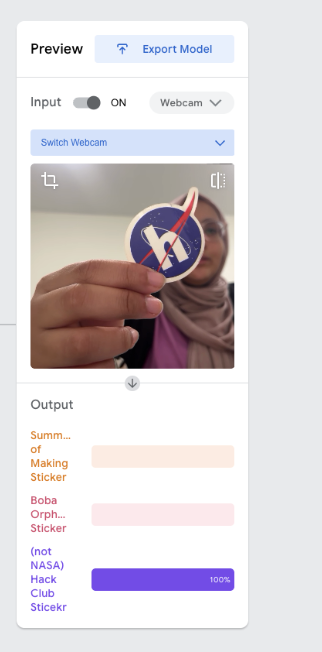 Preview
Export Model
Input
ON
Webcam
Switch Webcam
h
Output
Summ...
of
Making
Sticker
Boba
Orph...
Sticker
(not
NASA)
Hack
Club
Sticekr
100%